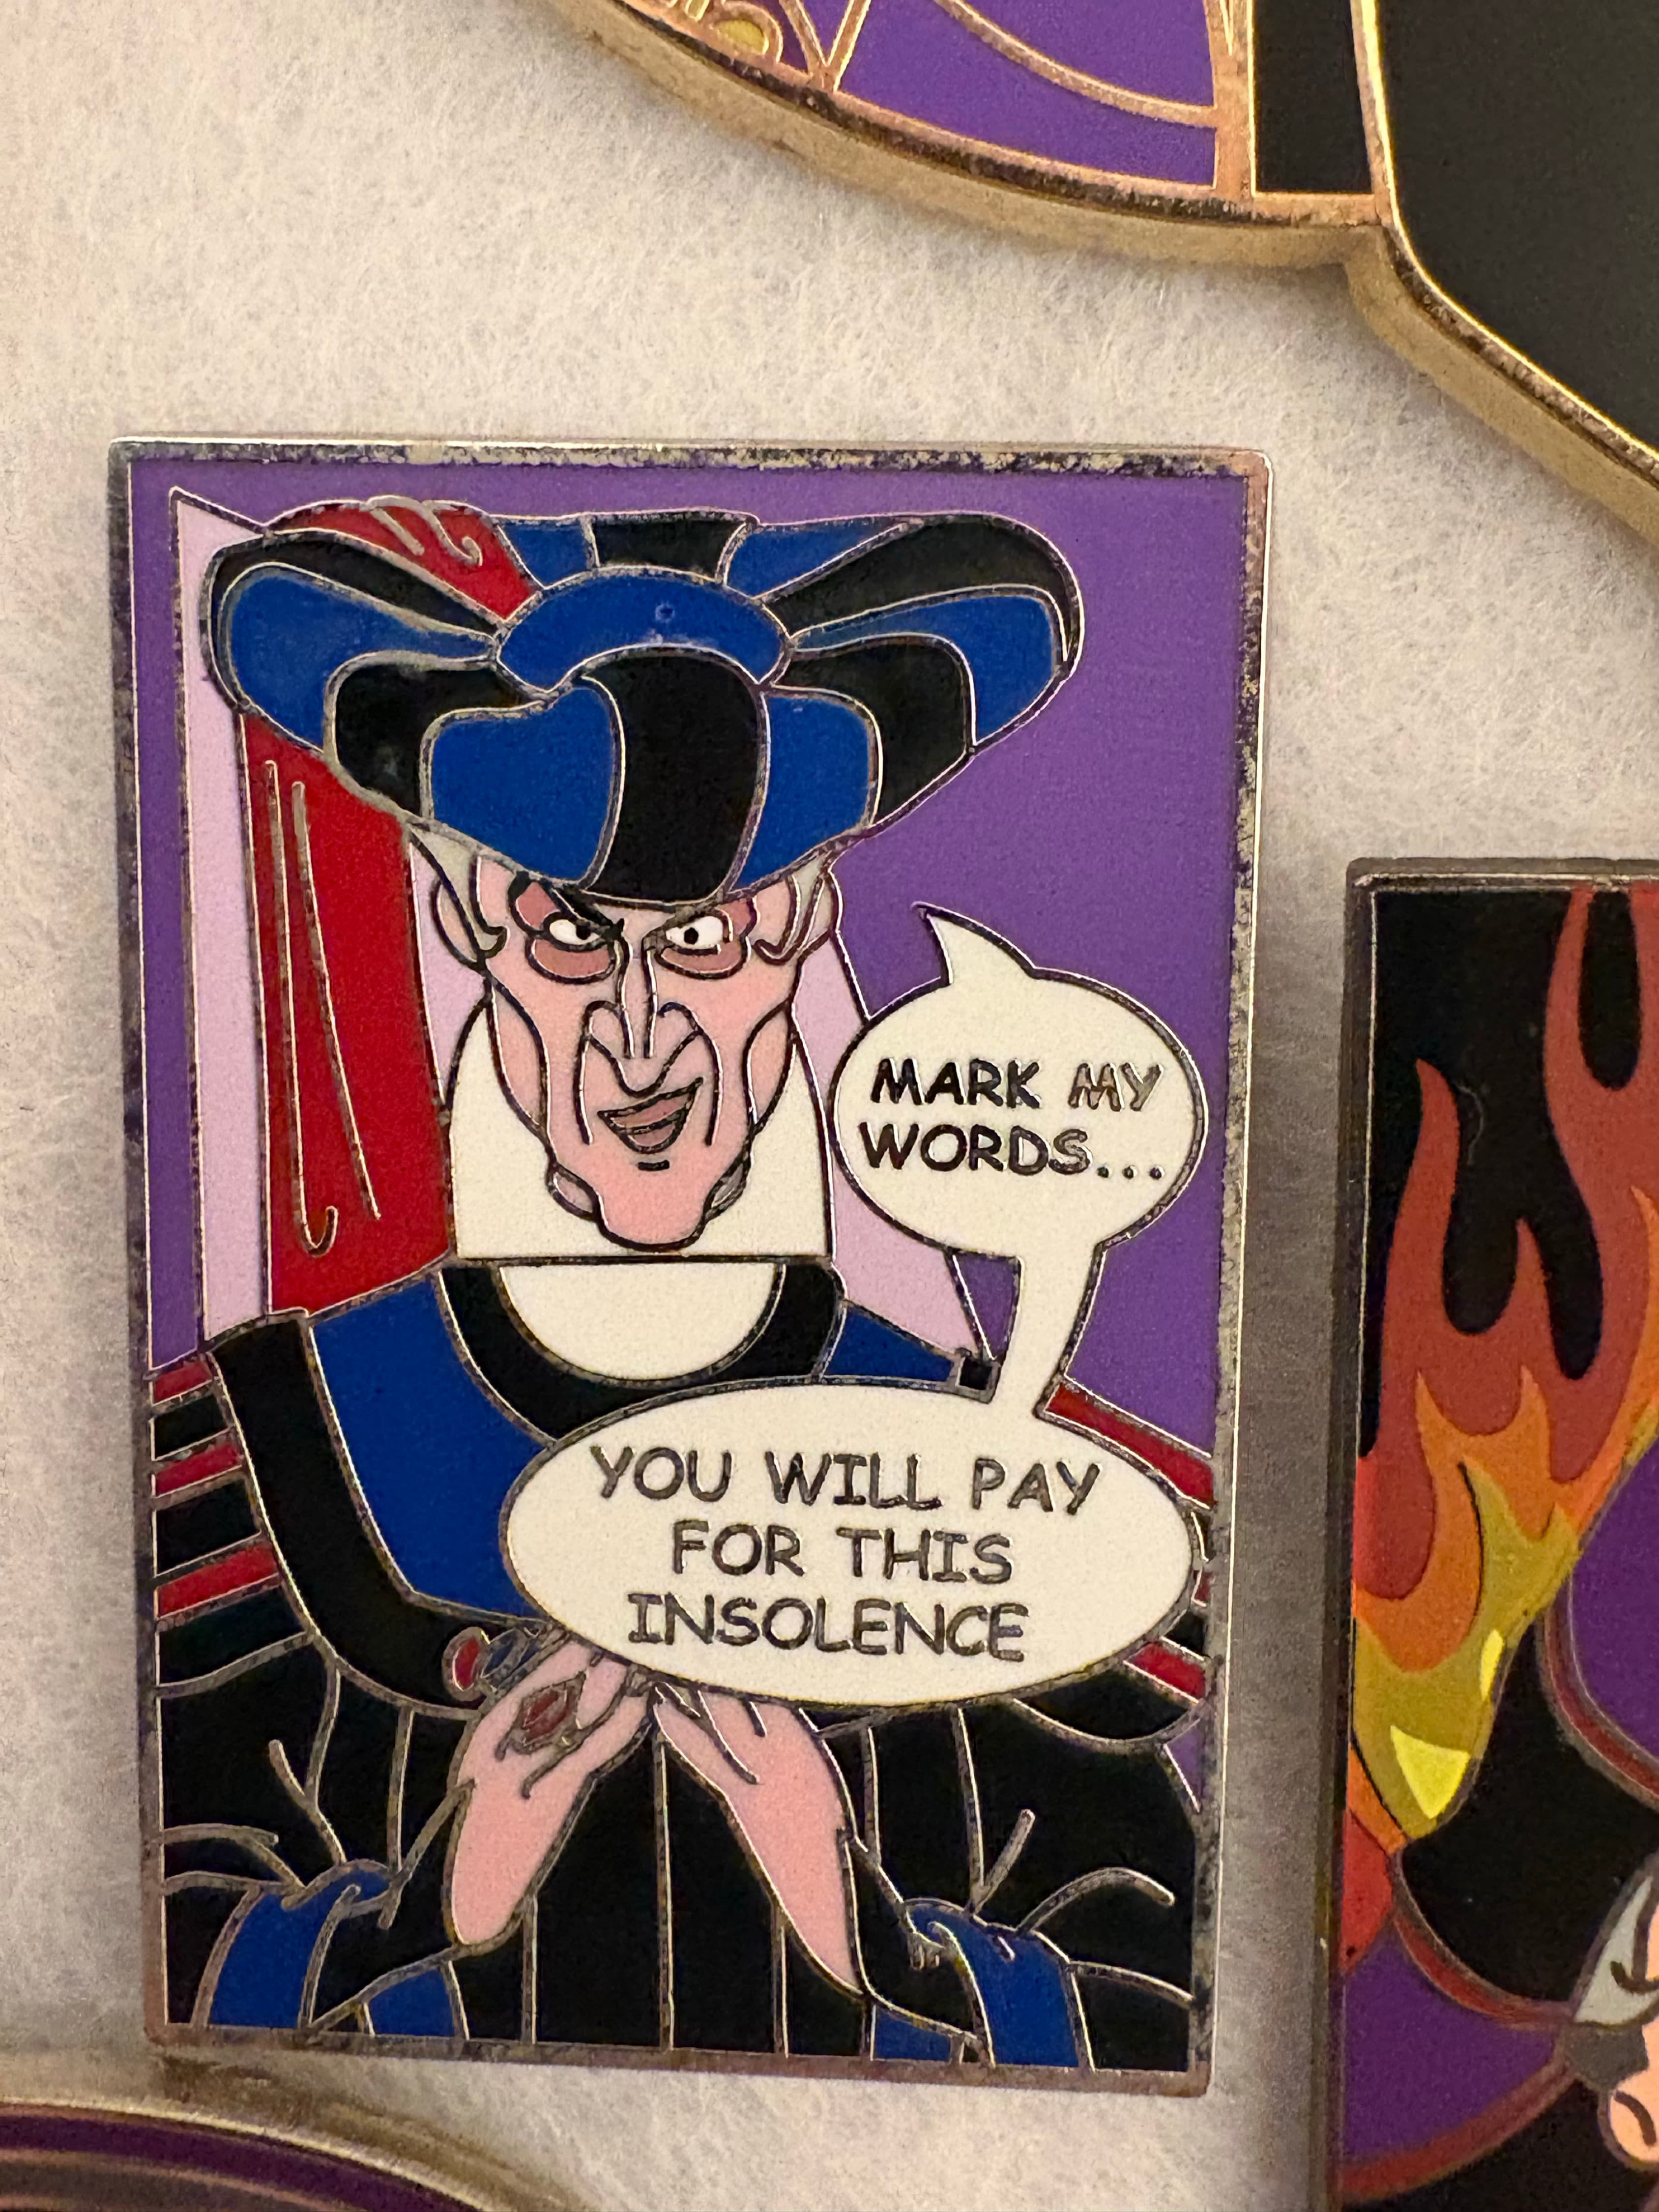 MARK MY
WORDS...
YOU WILL PAY
FOR THIS
INSOLENCE